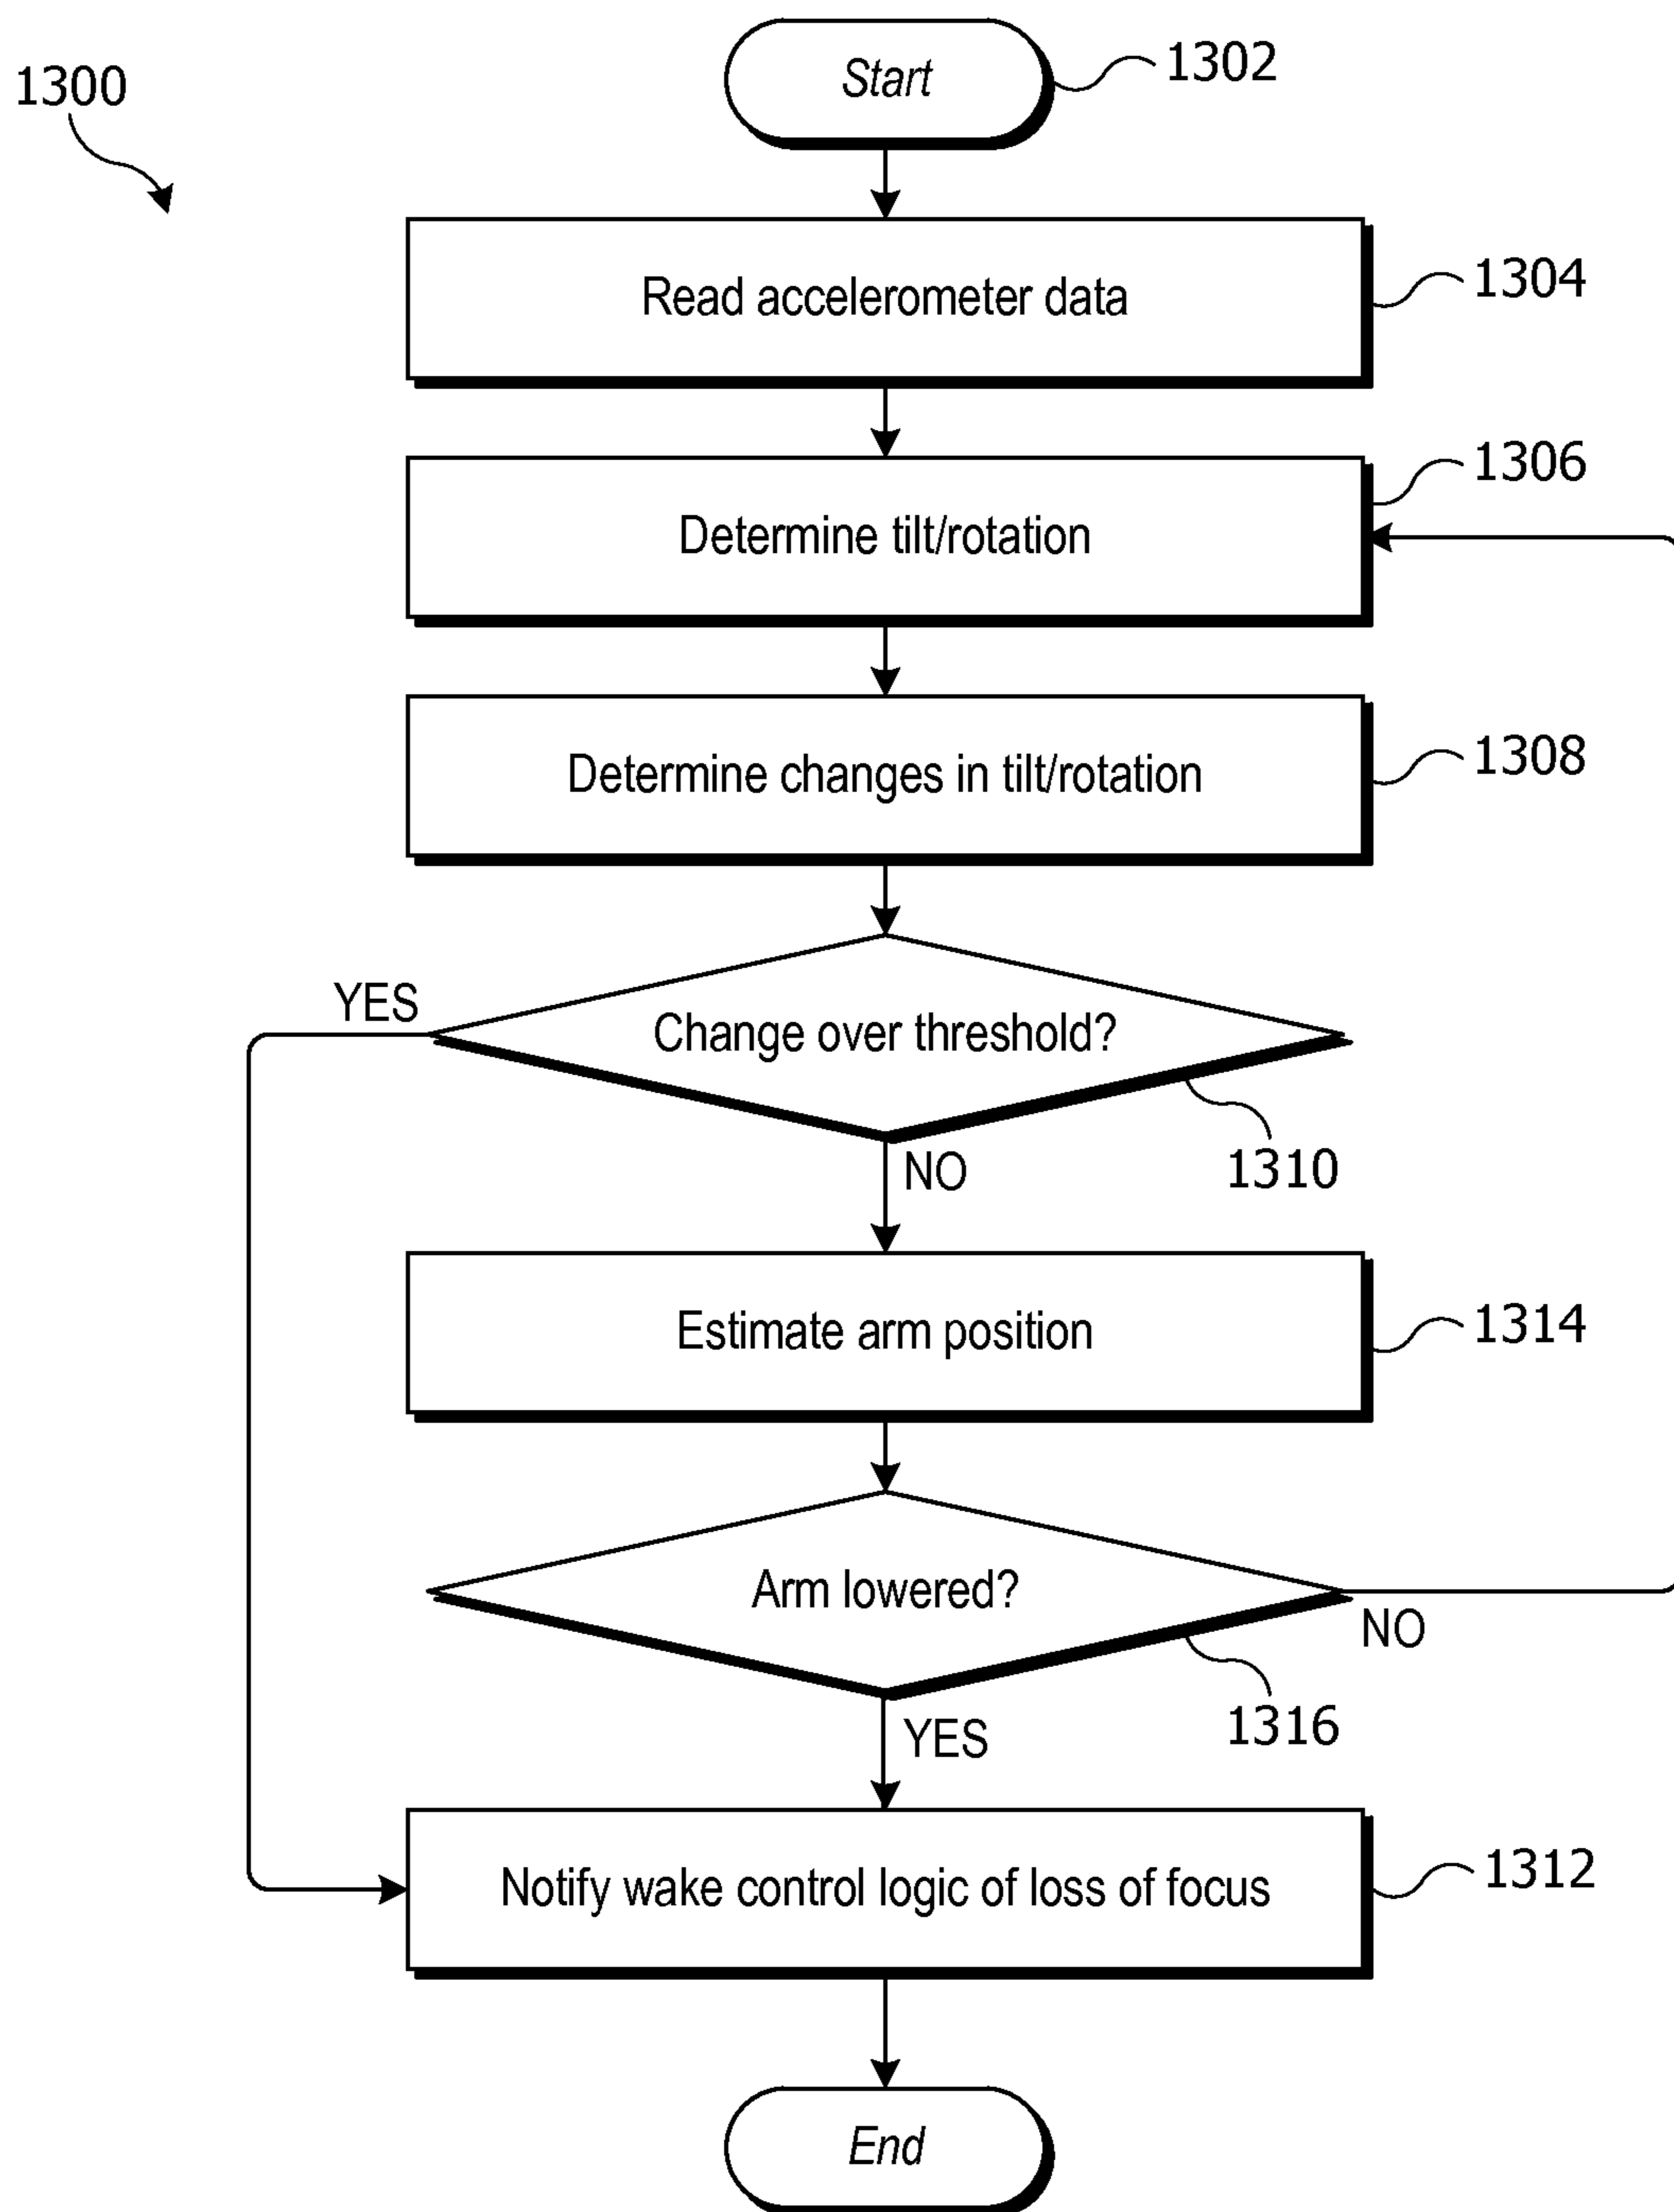 1300
Start
1302
Read accelerometer data
1304
Determine tilt/rotation
1306
Determine changes in tilt/rotation
1308
YES
Change over threshold?
1310
NO
Estimate arm position
1314
Arm lowered?
NO
1316
YES
Notify wake control logic of loss of focus
1312
End